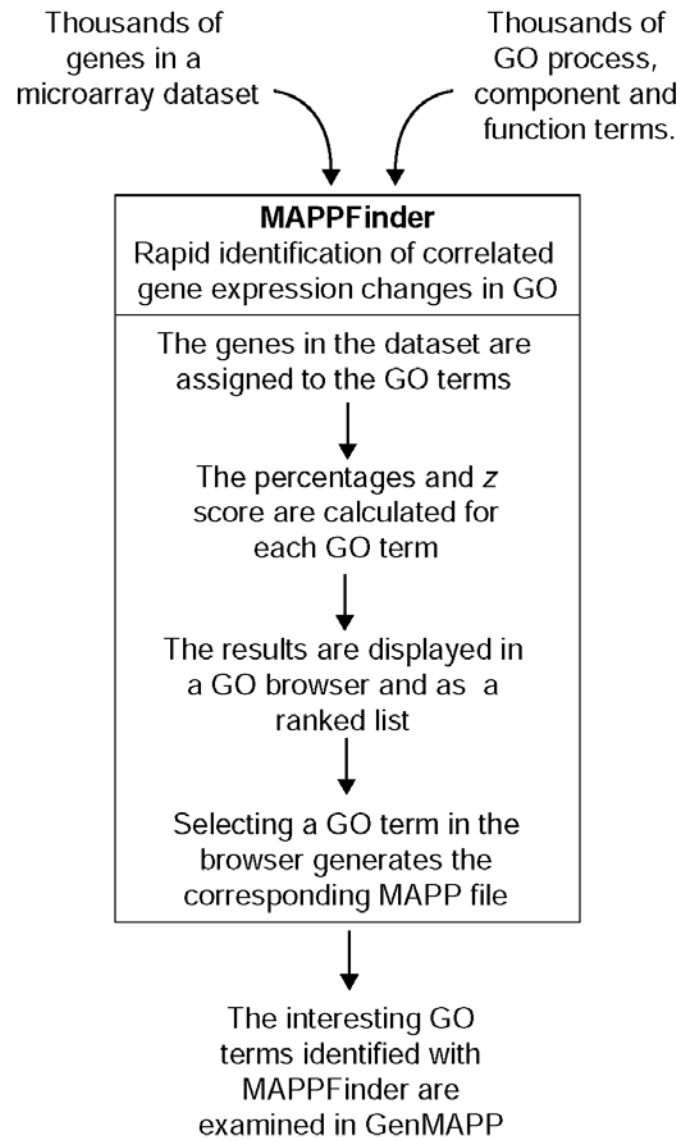 Thousands of
genes in a
microarray dataset
Thousands of
GO process,
component and
function terms.
MAPPFinder
Rapid identification of correlated
gene expression changes in GO
The genes in the dataset are
assigned to the GO terms
The percentages and z
score are calculated for
each GO term
The results are displayed in
a GO browser and as a
ranked list
Selecting a GO term in the
browser generates the
corresponding MAPP file
The interesting GO
terms identified with
MAPPFinder are
examined in GenMAPP